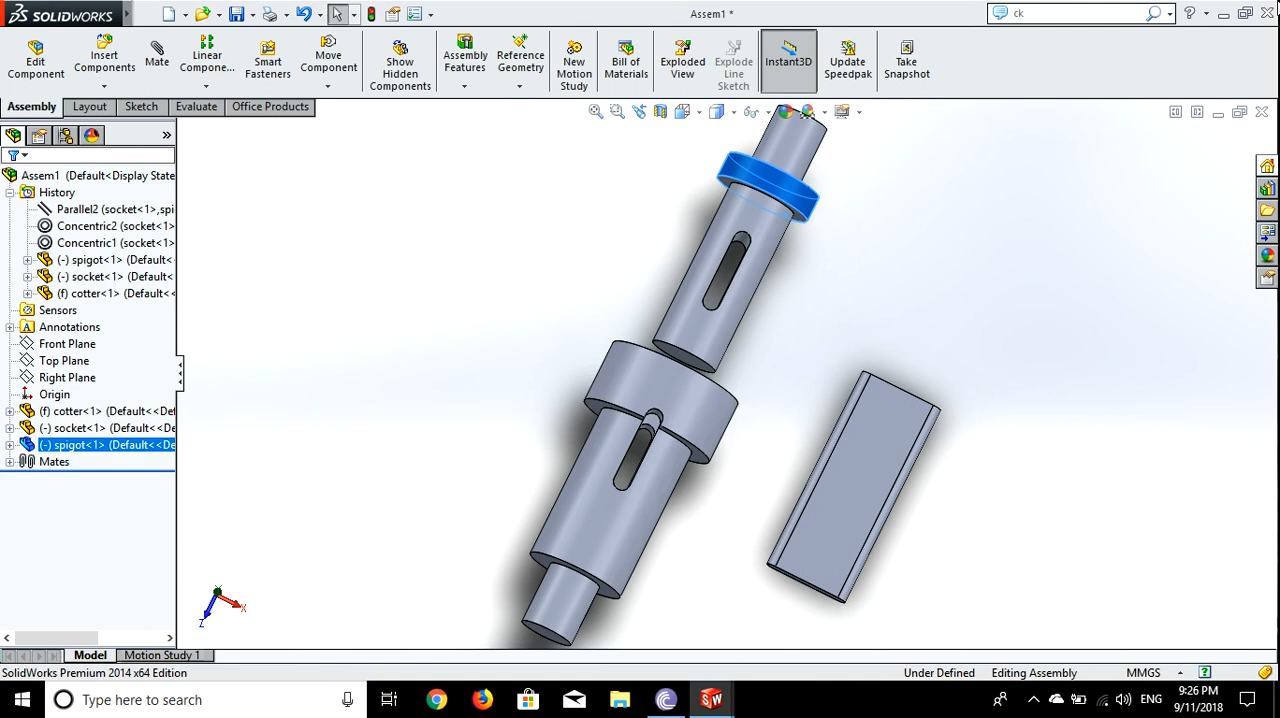 SOLIDWORKS
Assem1 *
ck
Edit Component
Insert Components
Mate
Linear Compone...
Smart Fasteners
Move Component
Show Hidden Components
Assembly Features
Reference Geometry
New Motion Study
Bill of Materials
Exploded View
Explode Line Sketch
Instant3D
Update Speedpak
Take Snapshot
Assembly
Layout
Sketch
Evaluate
Office Products
Assem1 (Default<Display State
History
Parallel2 (socket<1>,spi
Concentric2 (socket<1>
Concentric1 (socket<1>
(-) spigot<1> (Default<
(-) socket<1> (Default<
(f) cotter<1> (Default<
Sensors
Annotations
Front Plane
Top Plane
Right Plane
Origin
(f) cotter<1> (Default<<Def
(-) socket<1> (Default<<De
(-) spigot<1> (Default<<De
Mates
Y
X
Z
Model
Motion Study 1
SolidWorks Premium 2014 x64 Edition
Under Defined
Editing Assembly
MMGS
Type here to search
ENG
9:26 PM
9/11/2018